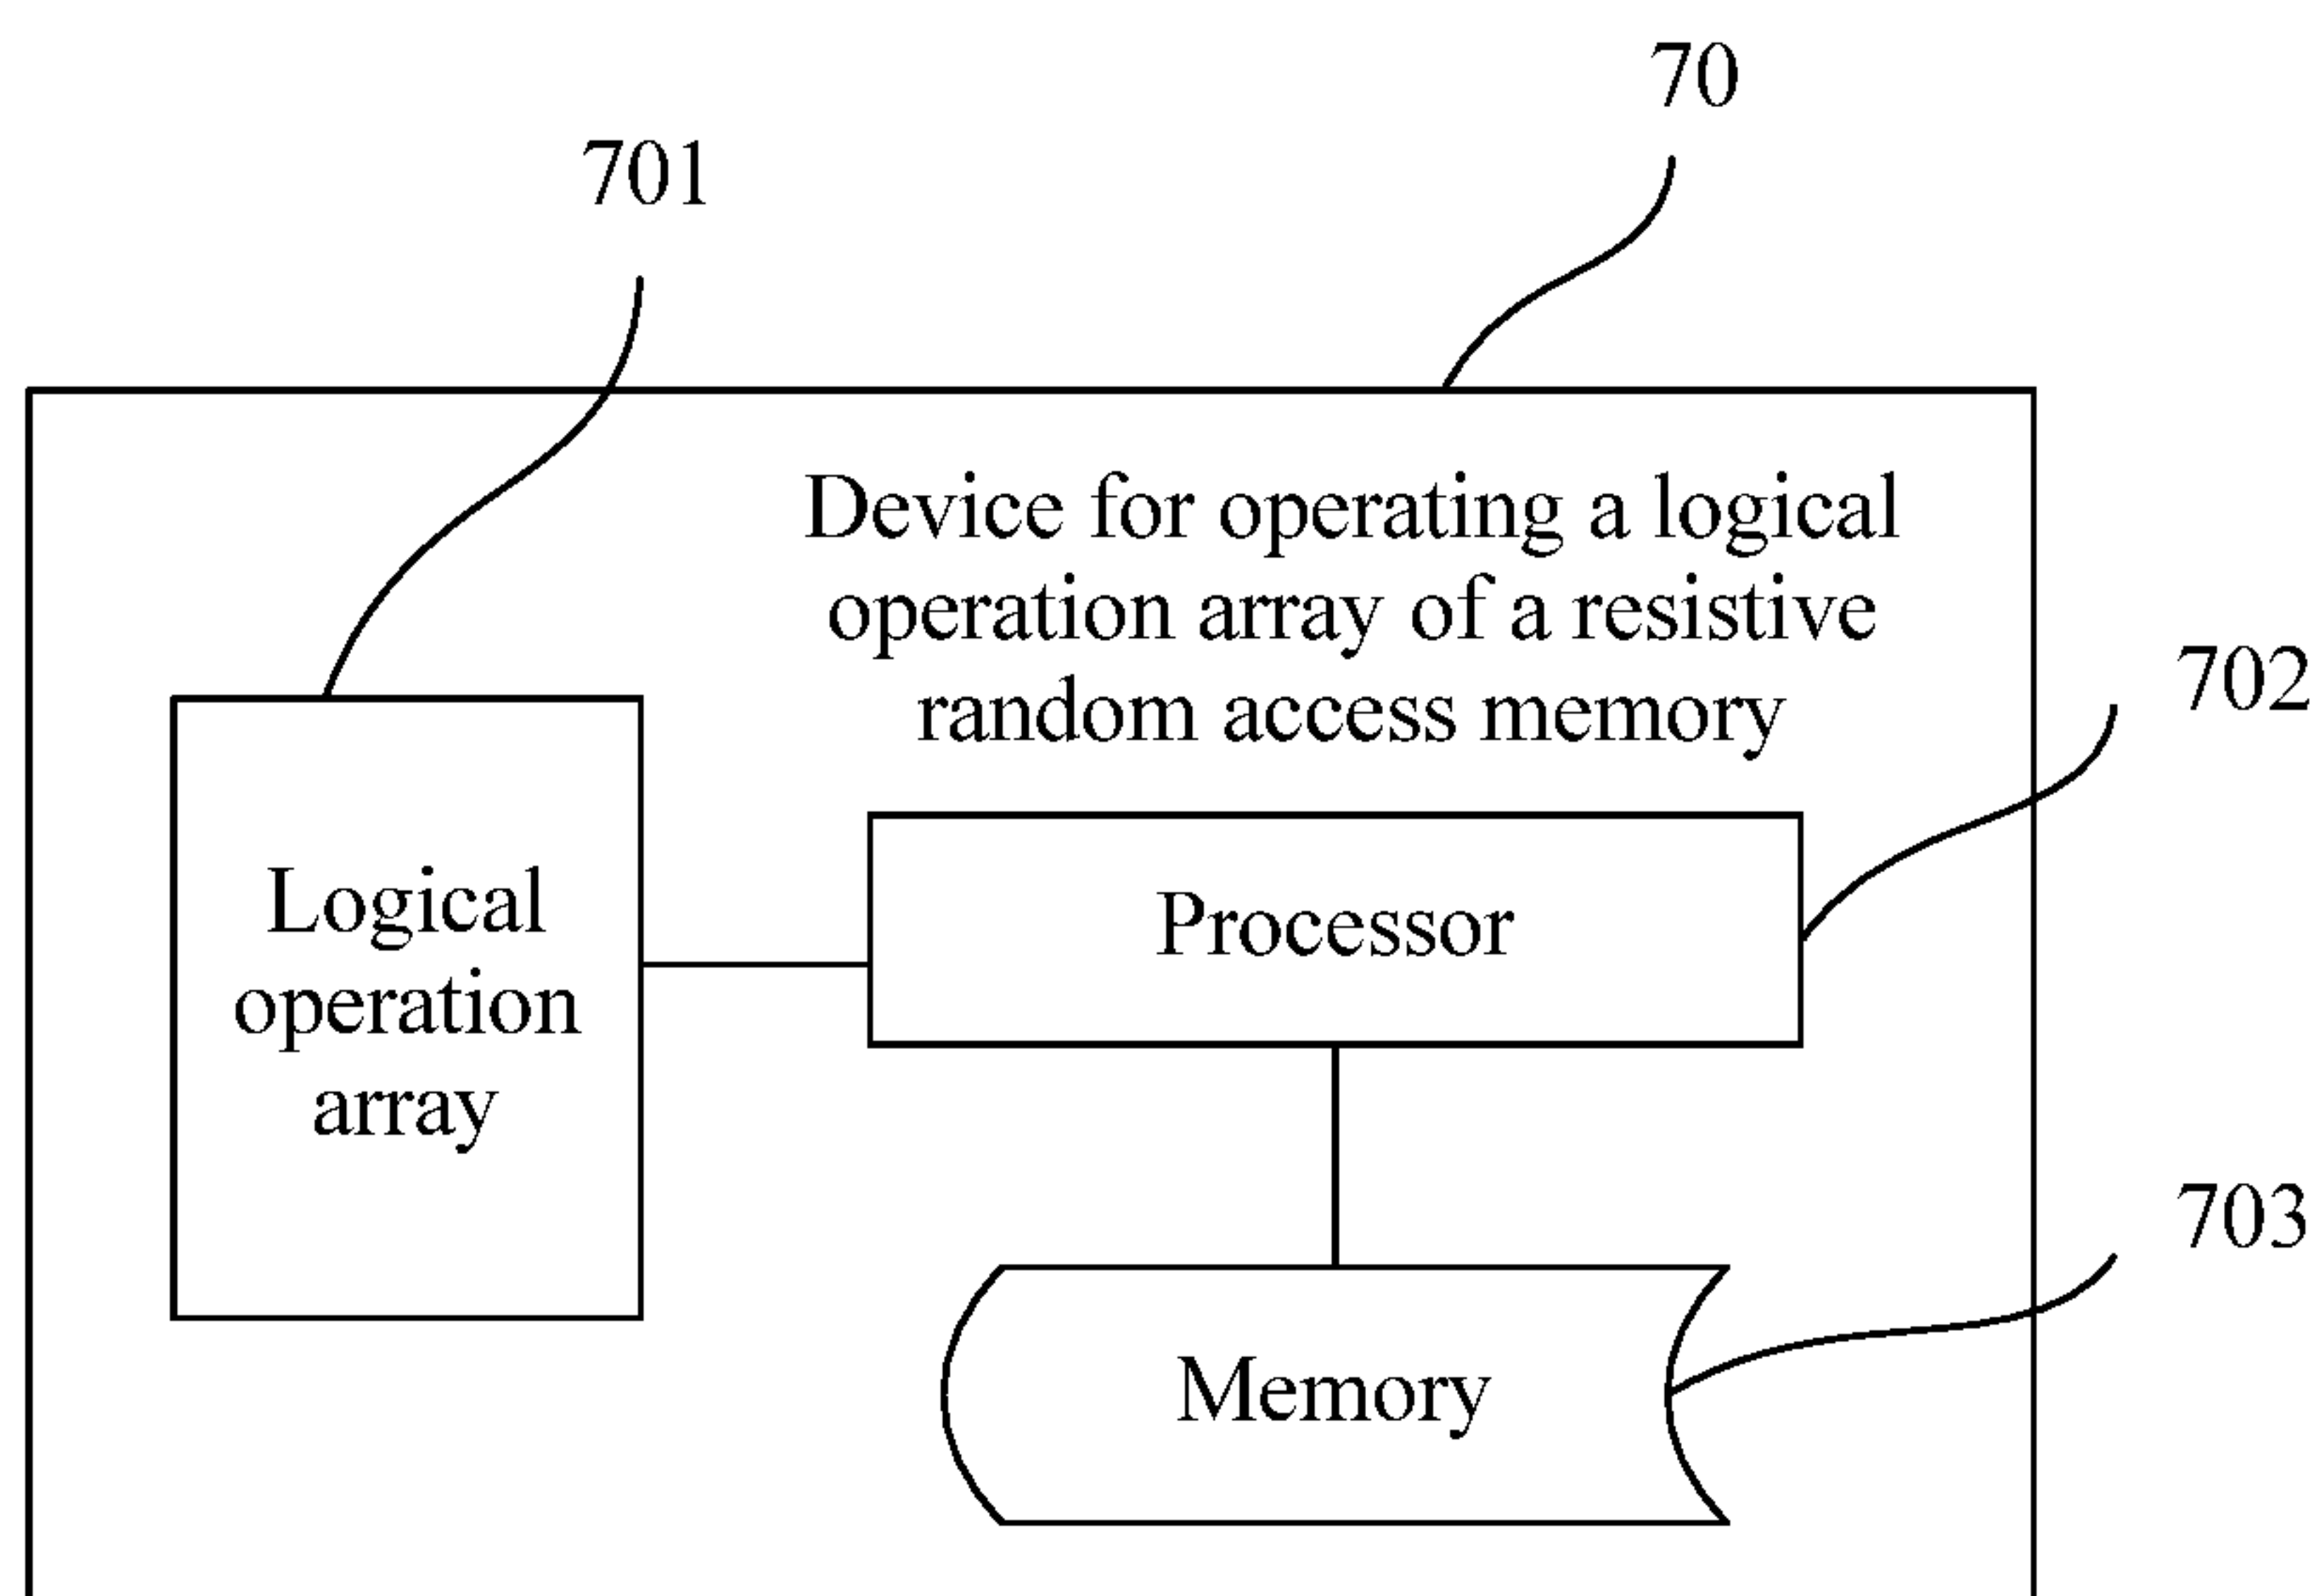 70
701
Device for operating a logical
operation array of a resistive
random access memory
702
Logical
operation
array
Processor
703
Memory